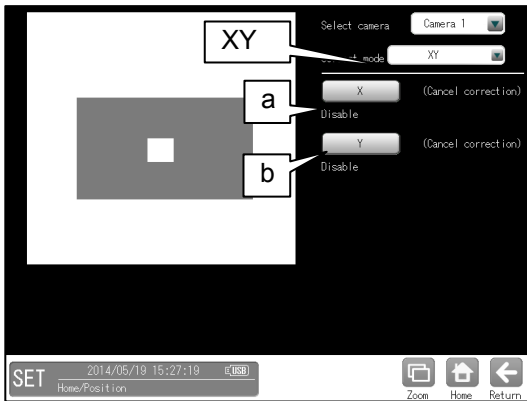 Select camera Camera 1
XY
mode XY
a
X (Cancel correction)
Disable
b
Y (Cancel correction)
Disable
SET 2014/05/19 15:27:19 USB
Home/Position
Zoom Home Return